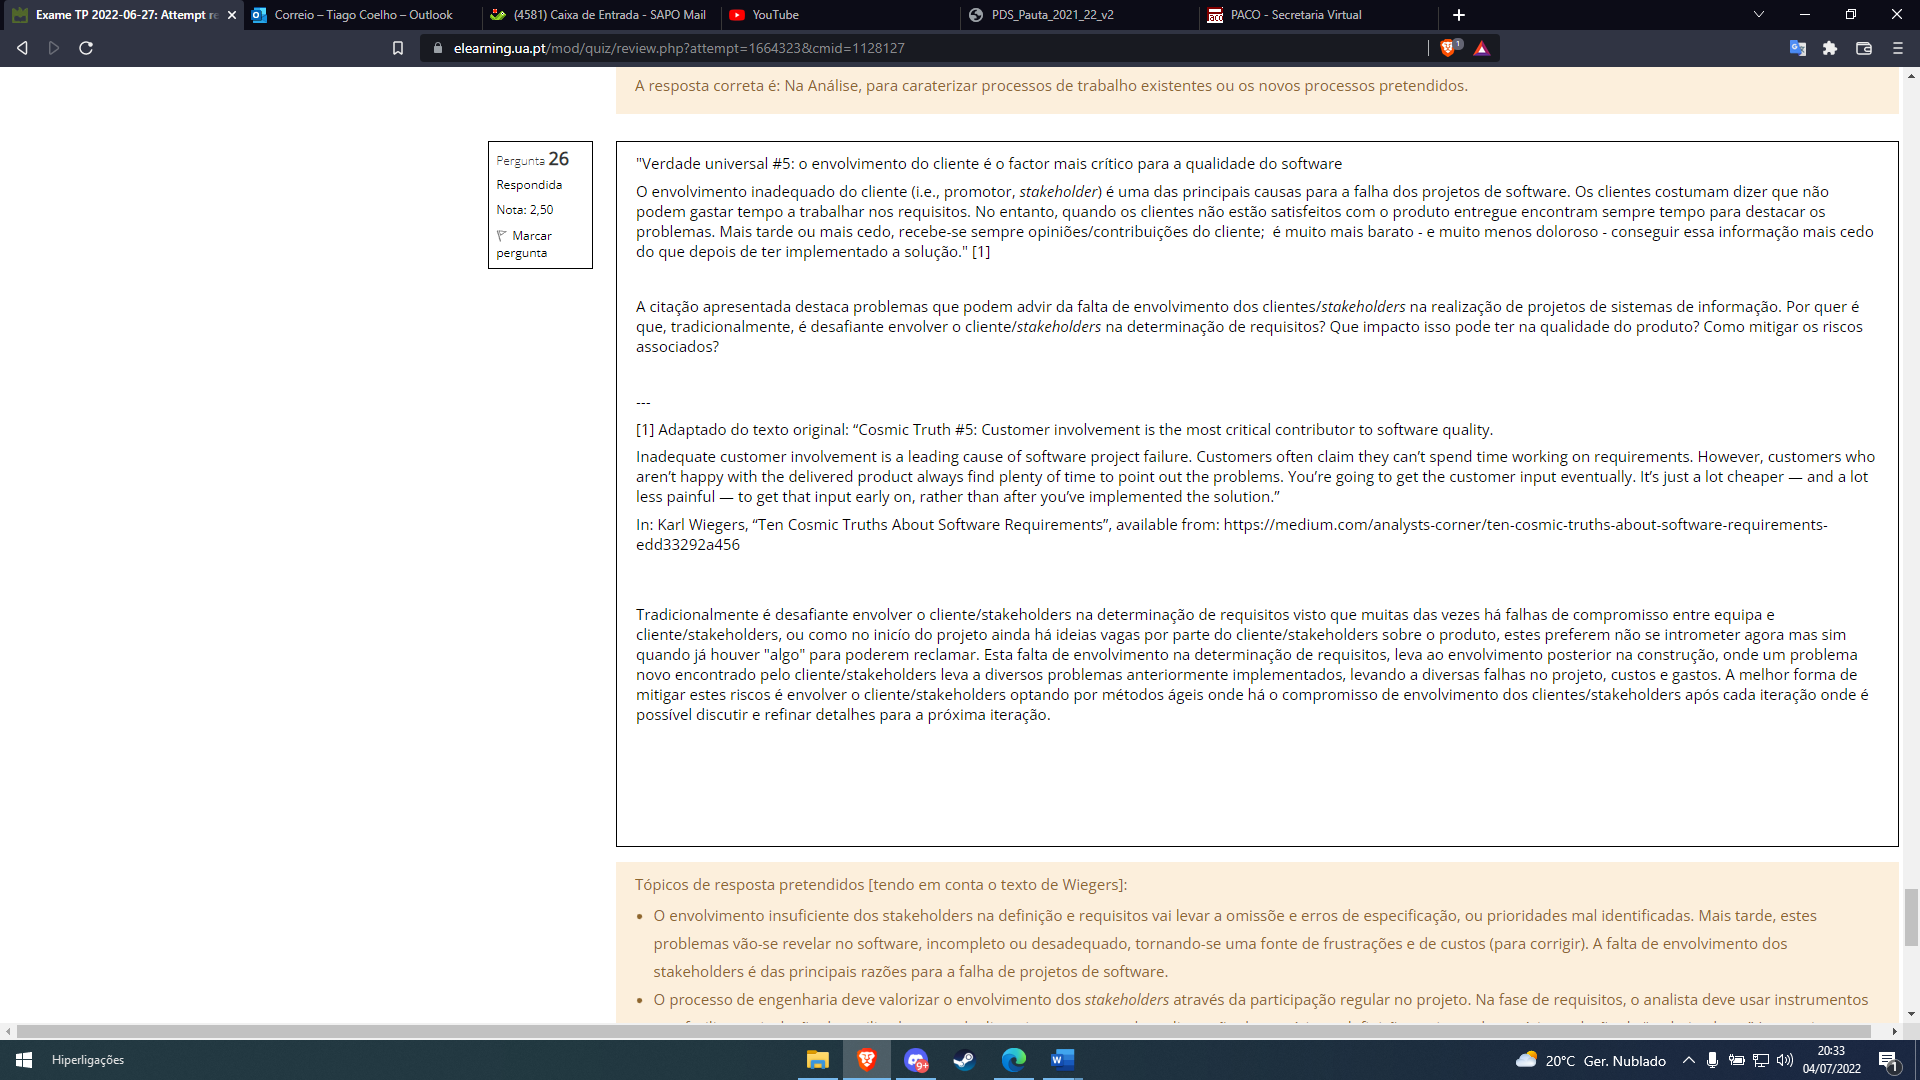 Exame TP 2022-06-27: Attempt re
Correio – Tiago Coelho – Outlook
(4581) Caixa de Entrada - SAPO Mail
YouTube
PDS_Pauta_2021_22_v2
PACO - Secretaria Virtual
elearning.ua.pt/mod/quiz/review.php?attempt=1664323&cmid=1128127
A resposta correta é: Na Análise, para caraterizar processos de trabalho existentes ou os novos processos pretendidos.
Pergunta 26
Respondida
Nota: 2,50
Marcar
pergunta
"Verdade universal #5: o envolvimento do cliente é o factor mais crítico para a qualidade do software
O envolvimento inadequado do cliente (i.e., promotor, stakeholder) é uma das principais causas para a falha dos projetos de software. Os clientes costumam dizer que não
podem gastar tempo a trabalhar nos requisitos. No entanto, quando os clientes não estão satisfeitos com o produto entregue encontram sempre tempo para destacar os
problemas. Mais tarde ou mais cedo, recebe-se sempre opiniões/contribuições do cliente;  é muito mais barato - e muito menos doloroso - conseguir essa informação mais cedo
do que depois de ter implementado a solução." [1]
A citação apresentada destaca problemas que podem advir da falta de envolvimento dos clientes/stakeholders na realização de projetos de sistemas de informação. Por quer é
que, tradicionalmente, é desafiante envolver o cliente/stakeholders na determinação de requisitos? Que impacto isso pode ter na qualidade do produto? Como mitigar os riscos
associados?
---
[1] Adaptado do texto original: “Cosmic Truth #5: Customer involvement is the most critical contributor to software quality.
Inadequate customer involvement is a leading cause of software project failure. Customers often claim they can’t spend time working on requirements. However, customers who
aren’t happy with the delivered product always find plenty of time to point out the problems. You’re going to get the customer input eventually. It’s just a lot cheaper — and a lot
less painful — to get that input early on, rather than after you’ve implemented the solution.”
In: Karl Wiegers, “Ten Cosmic Truths About Software Requirements”, available from: https://medium.com/analysts-corner/ten-cosmic-truths-about-software-requirements-
edd33292a456
Tradicionalmente é desafiante envolver o cliente/stakeholders na determinação de requisitos visto que muitas das vezes há falhas de compromisso entre equipa e
cliente/stakeholders, ou como no inicío do projeto ainda há ideias vagas por parte do cliente/stakeholders sobre o produto, estes preferem não se intrometer agora mas sim
quando já houver "algo" para poderem reclamar. Esta falta de envolvimento na determinação de requisitos, leva ao envolvimento posterior na construção, onde um problema
novo encontrado pelo cliente/stakeholders leva a diversos problemas anteriormente implementados, levando a diversas falhas no projeto, custos e gastos. A melhor forma de
mitigar estes riscos é envolver o cliente/stakeholders optando por métodos ágeis onde há o compromisso de envolvimento dos clientes/stakeholders após cada iteração onde é
possível discutir e refinar detalhes para a próxima iteração.
Tópicos de resposta pretendidos [tendo em conta o texto de Wiegers]:
• O envolvimento insuficiente dos stakeholders na definição e requisitos vai levar a omissõe e erros de especificação, ou prioridades mal identificadas. Mais tarde, estes
problemas vão-se revelar no software, incompleto ou desadequado, tornando-se uma fonte de frustrações e de custos (para corrigir). A falta de envolvimento dos
stakeholders é das principais razões para a falha de projetos de software.
• O processo de engenharia deve valorizar o envolvimento dos stakeholders através da participação regular no projeto. Na fase de requisitos, o analista deve usar instrumentos
Hiperligações
9+
20°C Ger. Nublado
20:33
04/07/2022
1